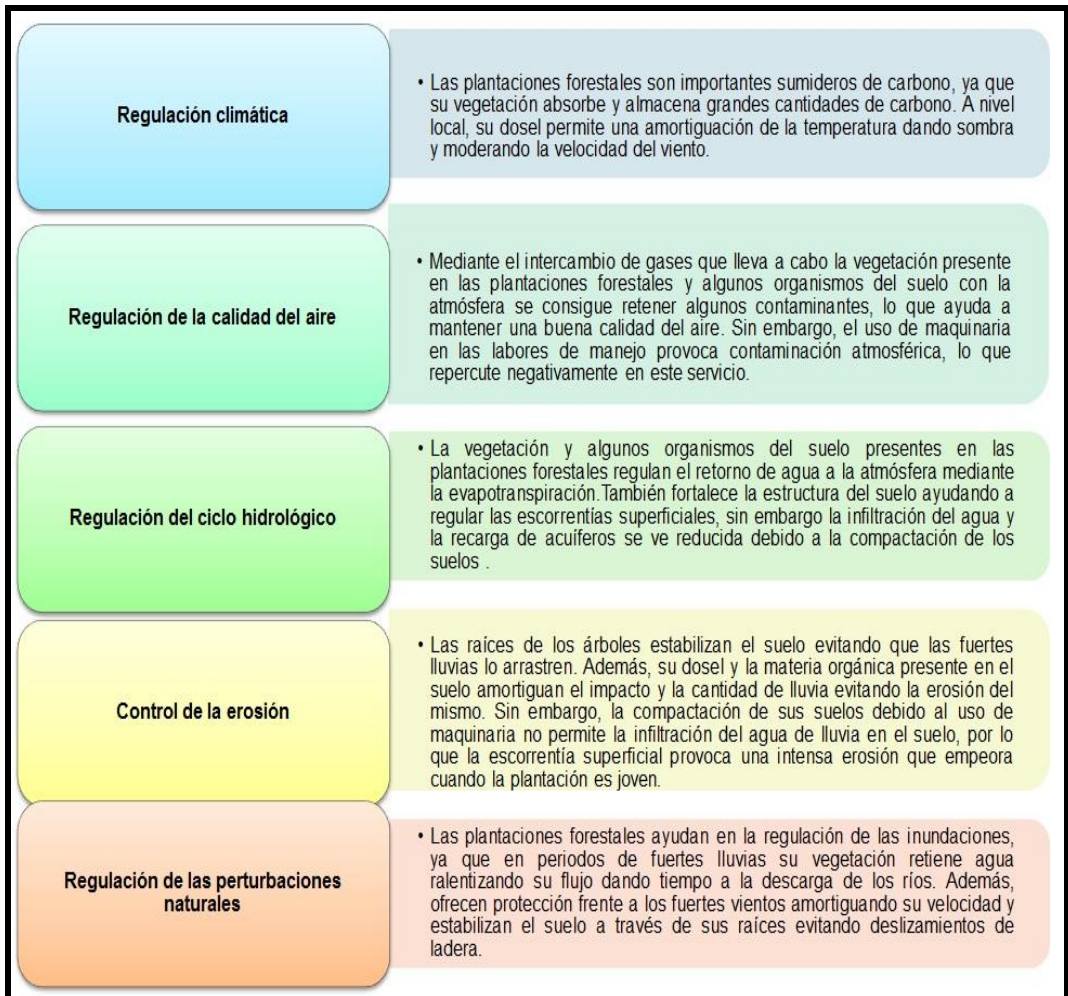 Regulación climática
• Las plantaciones forestales son importantes sumideros de carbono, ya que
su vegetación absorbe y almacena grandes cantidades de carbono. A nivel
local, su dosel permite una amortiguación de la temperatura dando sombra
y moderando la velocidad del viento.
Regulación de la calidad del aire
• Mediante el intercambio de gases que lleva a cabo la vegetación presente
en las plantaciones forestales y algunos organismos del suelo con la
atmósfera se consigue retener algunos contaminantes, lo que ayuda a
mantener una buena calidad del aire. Sin embargo, el uso de maquinaria
en las labores de manejo provoca contaminación atmosférica, lo que
repercute negativamente en este servicio.
Regulación del ciclo hidrológico
• La vegetación y algunos organismos del suelo presentes en las
plantaciones forestales regulan el retorno de agua a la atmósfera mediante
la evapotranspiración.También fortalece la estructura del suelo ayudando a
regular las escorrentías superficiales, sin embargo la infiltración del agua y
la recarga de acuíferos se ve reducida debido a la compactación de los
suelos .
Control de la erosión
• Las raíces de los árboles estabilizan el suelo evitando que las fuertes
lluvias lo arrastren. Además, su dosel y la materia orgánica presente en el
suelo amortiguan el impacto y la cantidad de lluvia evitando la erosión del
mismo. Sin embargo, la compactación de sus suelos debido al uso de
maquinaria no permite la infiltración del agua de lluvia en el suelo, por lo
que la escorrentía superficial provoca una intensa erosión que empeora
cuando la plantación es joven.
Regulación de las perturbaciones
naturales
• Las plantaciones forestales ayudan en la regulación de las inundaciones,
ya que en periodos de fuertes lluvias su vegetación retiene agua
ralentizando su flujo dando tiempo a la descarga de los ríos. Además,
ofrecen protección frente a los fuertes vientos amortiguando su velocidad y
estabilizan el suelo a través de sus raíces evitando deslizamientos de
ladera.